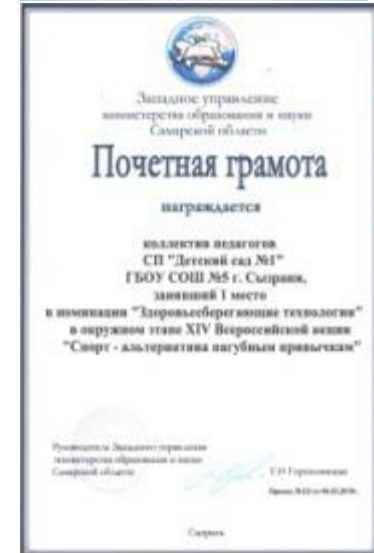 Западное управление
министерства образования и науки
Самарской области
Почетная грамота
награждается
коллектив педагогов
СП "Детский сад №1"
ГБОУ СОШ №5 г. Сызрани,
занявший 1 место
в номинации "Здоровьесберегающие технологии"
в окружном этапе XIV Всероссийской акции
"Спорт - альтернатива пагубным привычкам"
Руководитель Западного управления
министерства образования и науки
Самарской области
Сызрань